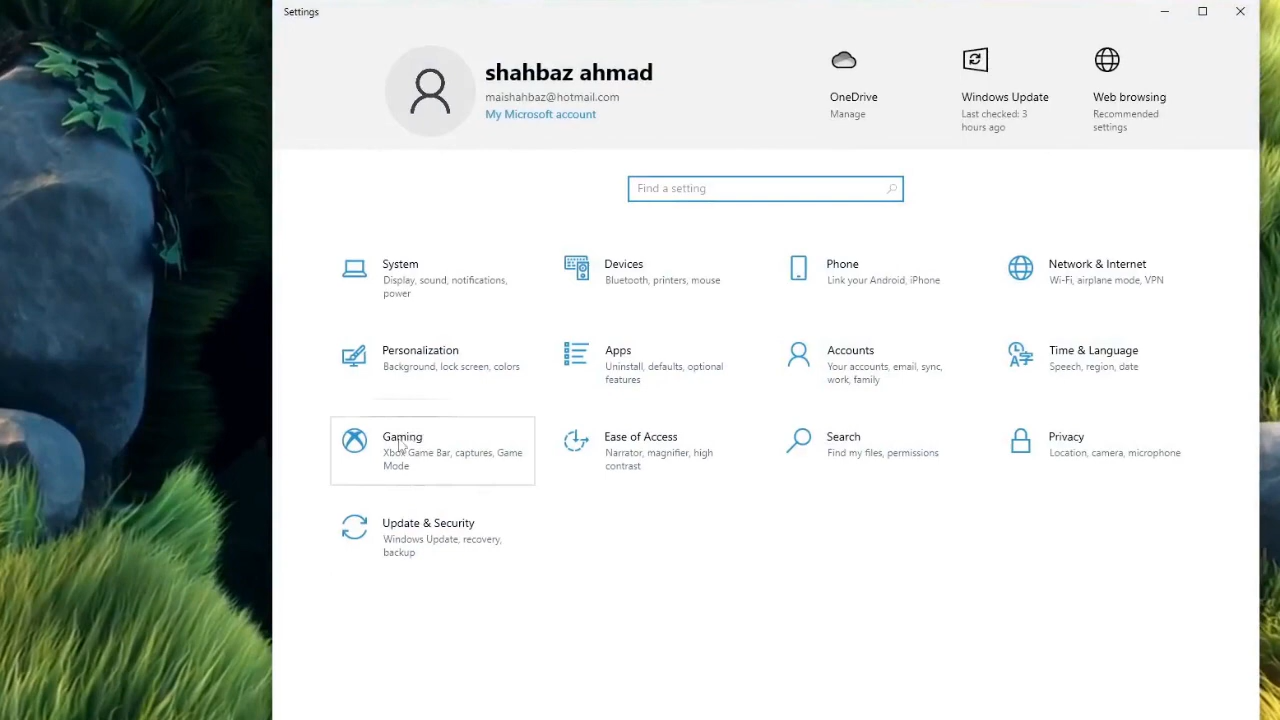 Settings
shahbaz ahmad
maishahbaz@hotmail.com
My Microsoft account
OneDrive
Manage
Windows Update
Last checked: 3
hours ago
Web browsing
Recommended
settings
Find a setting
System
Display, sound, notifications,
power
Devices
Bluetooth, printers, mouse
Phone
Link your Android, iPhone
Network & Internet
Wi-Fi, airplane mode, VPN
Personalization
Background, lock screen, colors
Apps
Uninstall, defaults, optional
features
Accounts
Your accounts, email, sync,
work, family
Time & Language
Speech, region, date
Gaming
Xbox Game Bar, captures, Game
Mode
Ease of Access
Narrator, magnifier, high
contrast
Search
Find my files, permissions
Privacy
Location, camera, microphone
Update & Security
Windows Update, recovery,
backup